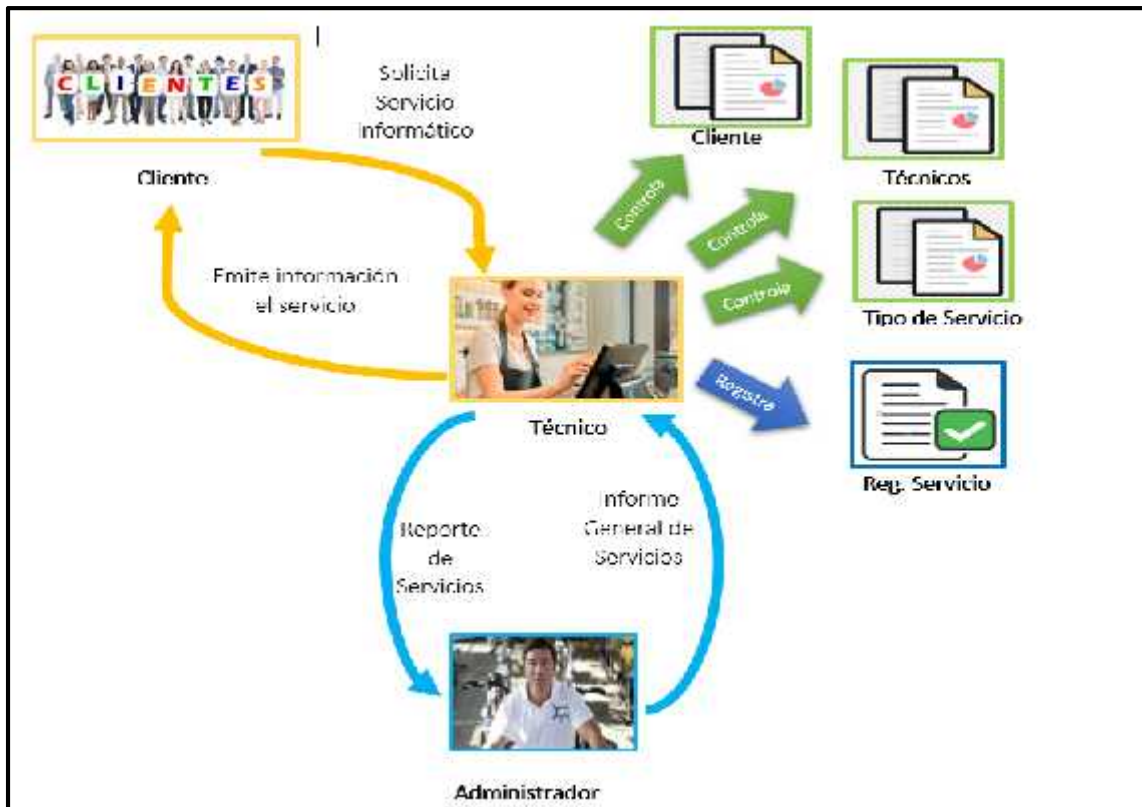 CLIENTES
Solicita
Servicio
Informático
Cliente
Cliente
Técnicos
Controla
Controla
Controla
Tipo de Servicio
Emite información
el servicio
Registra
Técnico
Reg. Servicio
Reporte
de
Servicios
Informe
General de
Servicios
Administrador